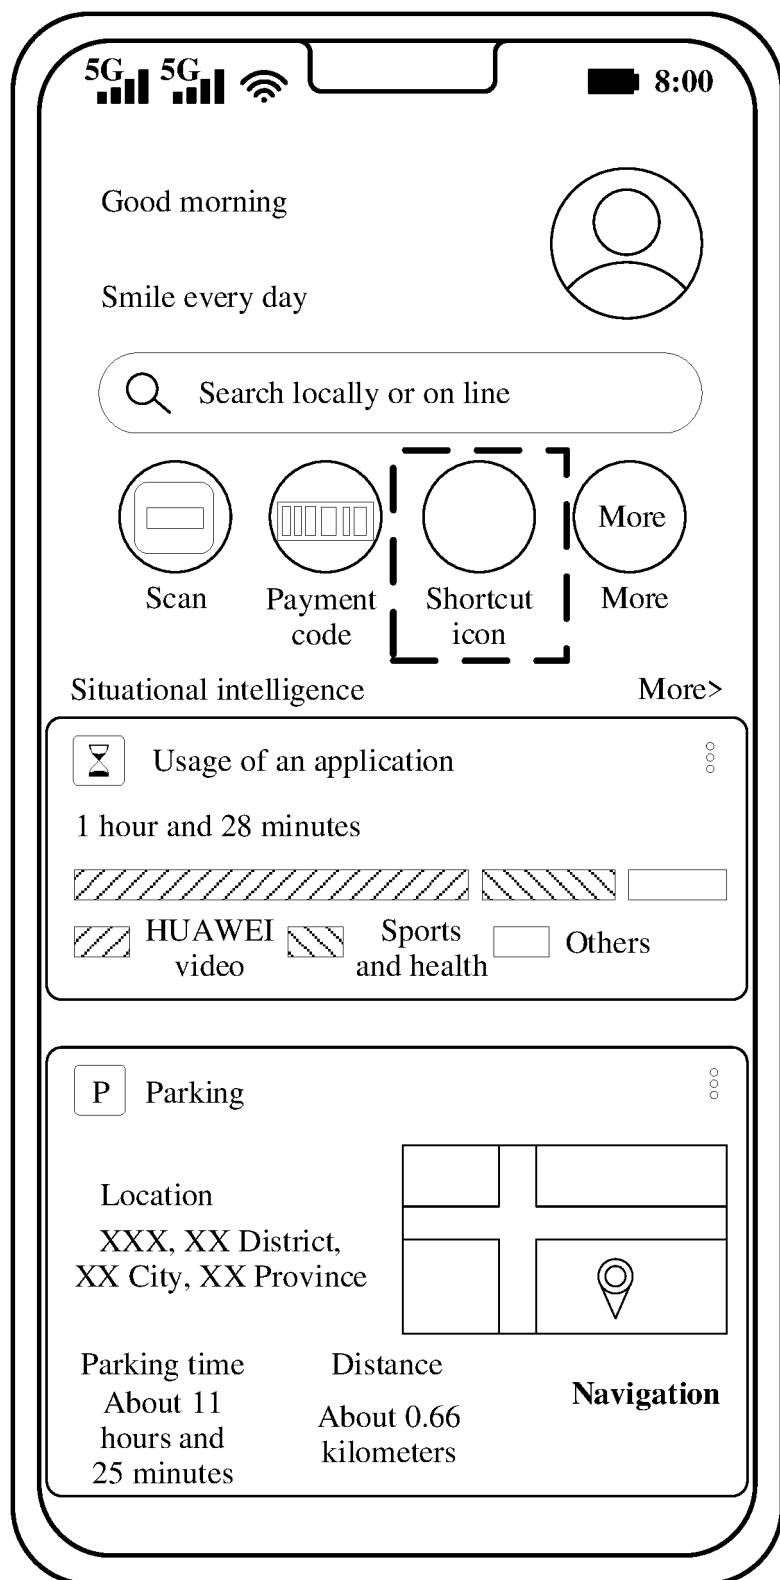 5G 5G 8:00
Good morning
Smile every day
Search locally or on line
More
Scan Payment code Shortcut icon More
Situational intelligence More>
Usage of an application
1 hour and 28 minutes
HUAWEI video Sports and health Others
P Parking
Location
XXX, XX District,
XX City, XX Province
Parking time Distance
About 11
hours and
25 minutes
About 0.66
kilometers
Navigation